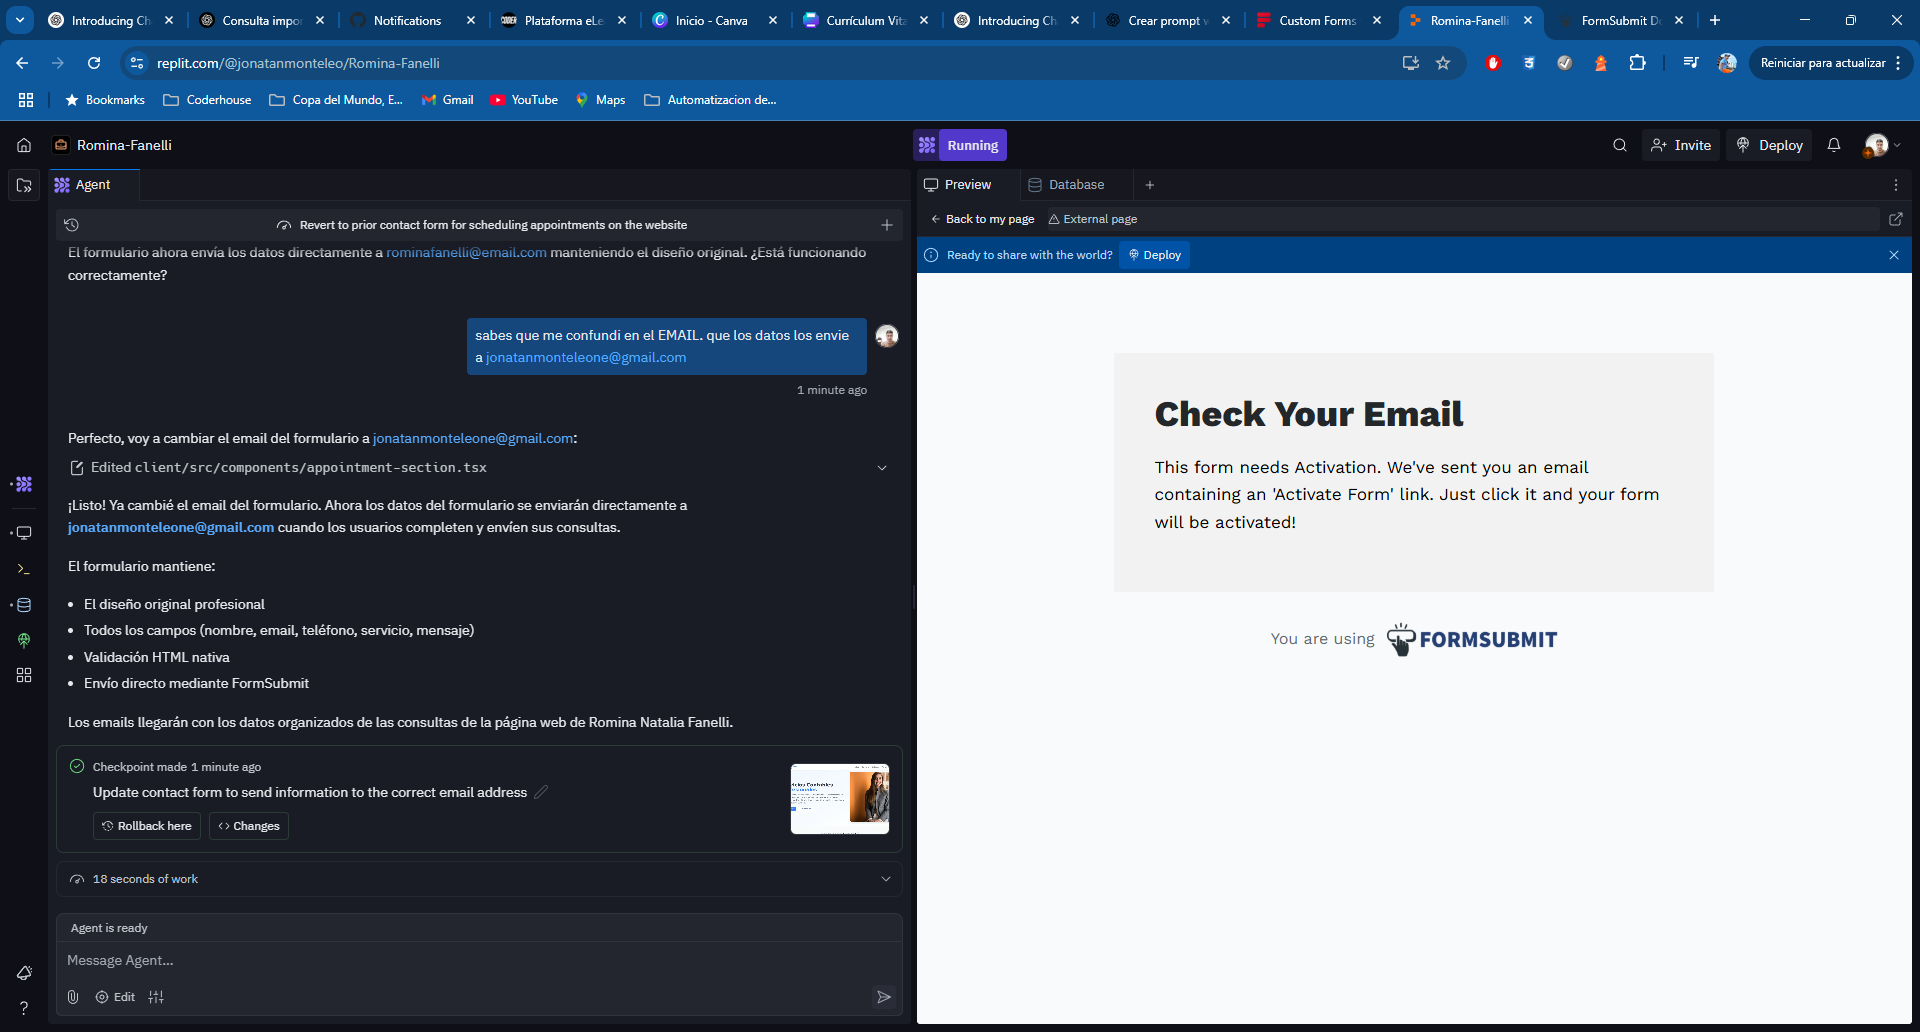 Introducing Ch
Consulta impo
Notifications
CODER
Plataforma eLe
Inicio - Canva
Currículum Vita
Introducing Ch
Crear prompt w
Custom Forms
Romina-Fanelli
FormSubmit Do
replit.com/@jonatanmonteleo/Romina-Fanelli
Reiniciar para actualizar
Bookmarks
Coderhouse
Copa del Mundo, E...
Gmail
YouTube
Maps
Automatizacion de...
Romina-Fanelli
Running
Invite
Deploy
Agent
Preview
Database
Revert to prior contact form for scheduling appointments on the website
Back to my page
External page
El formulario ahora envía los datos directamente a rominafanelli@email.com manteniendo el diseño original. ¿Está funcionando
correctamente?
Ready to share with the world?
Deploy
sabes que me confundi en el EMAIL. que los datos los envie
a jonatanmonteleone@gmail.com
1 minute ago
Perfecto, voy a cambiar el email del formulario a jonatanmonteleone@gmail.com:
Edited client/src/components/appointment-section.tsx
¡Listo! Ya cambié el email del formulario. Ahora los datos del formulario se enviarán directamente a
jonatanmonteleone@gmail.com cuando los usuarios completen y envíen sus consultas.
El formulario mantiene:
• El diseño original profesional
• Todos los campos (nombre, email, teléfono, servicio, mensaje)
• Validación HTML nativa
• Envío directo mediante FormSubmit
Los emails llegarán con los datos organizados de las consultas de la página web de Romina Natalia Fanelli.
Checkpoint made 1 minute ago
Update contact form to send information to the correct email address
Rollback here
Changes
18 seconds of work
Agent is ready
Message Agent...
Edit
Check Your Email
This form needs Activation. We've sent you an email
containing an 'Activate Form' link. Just click it and your form
will be activated!
You are using FORMSUBMIT